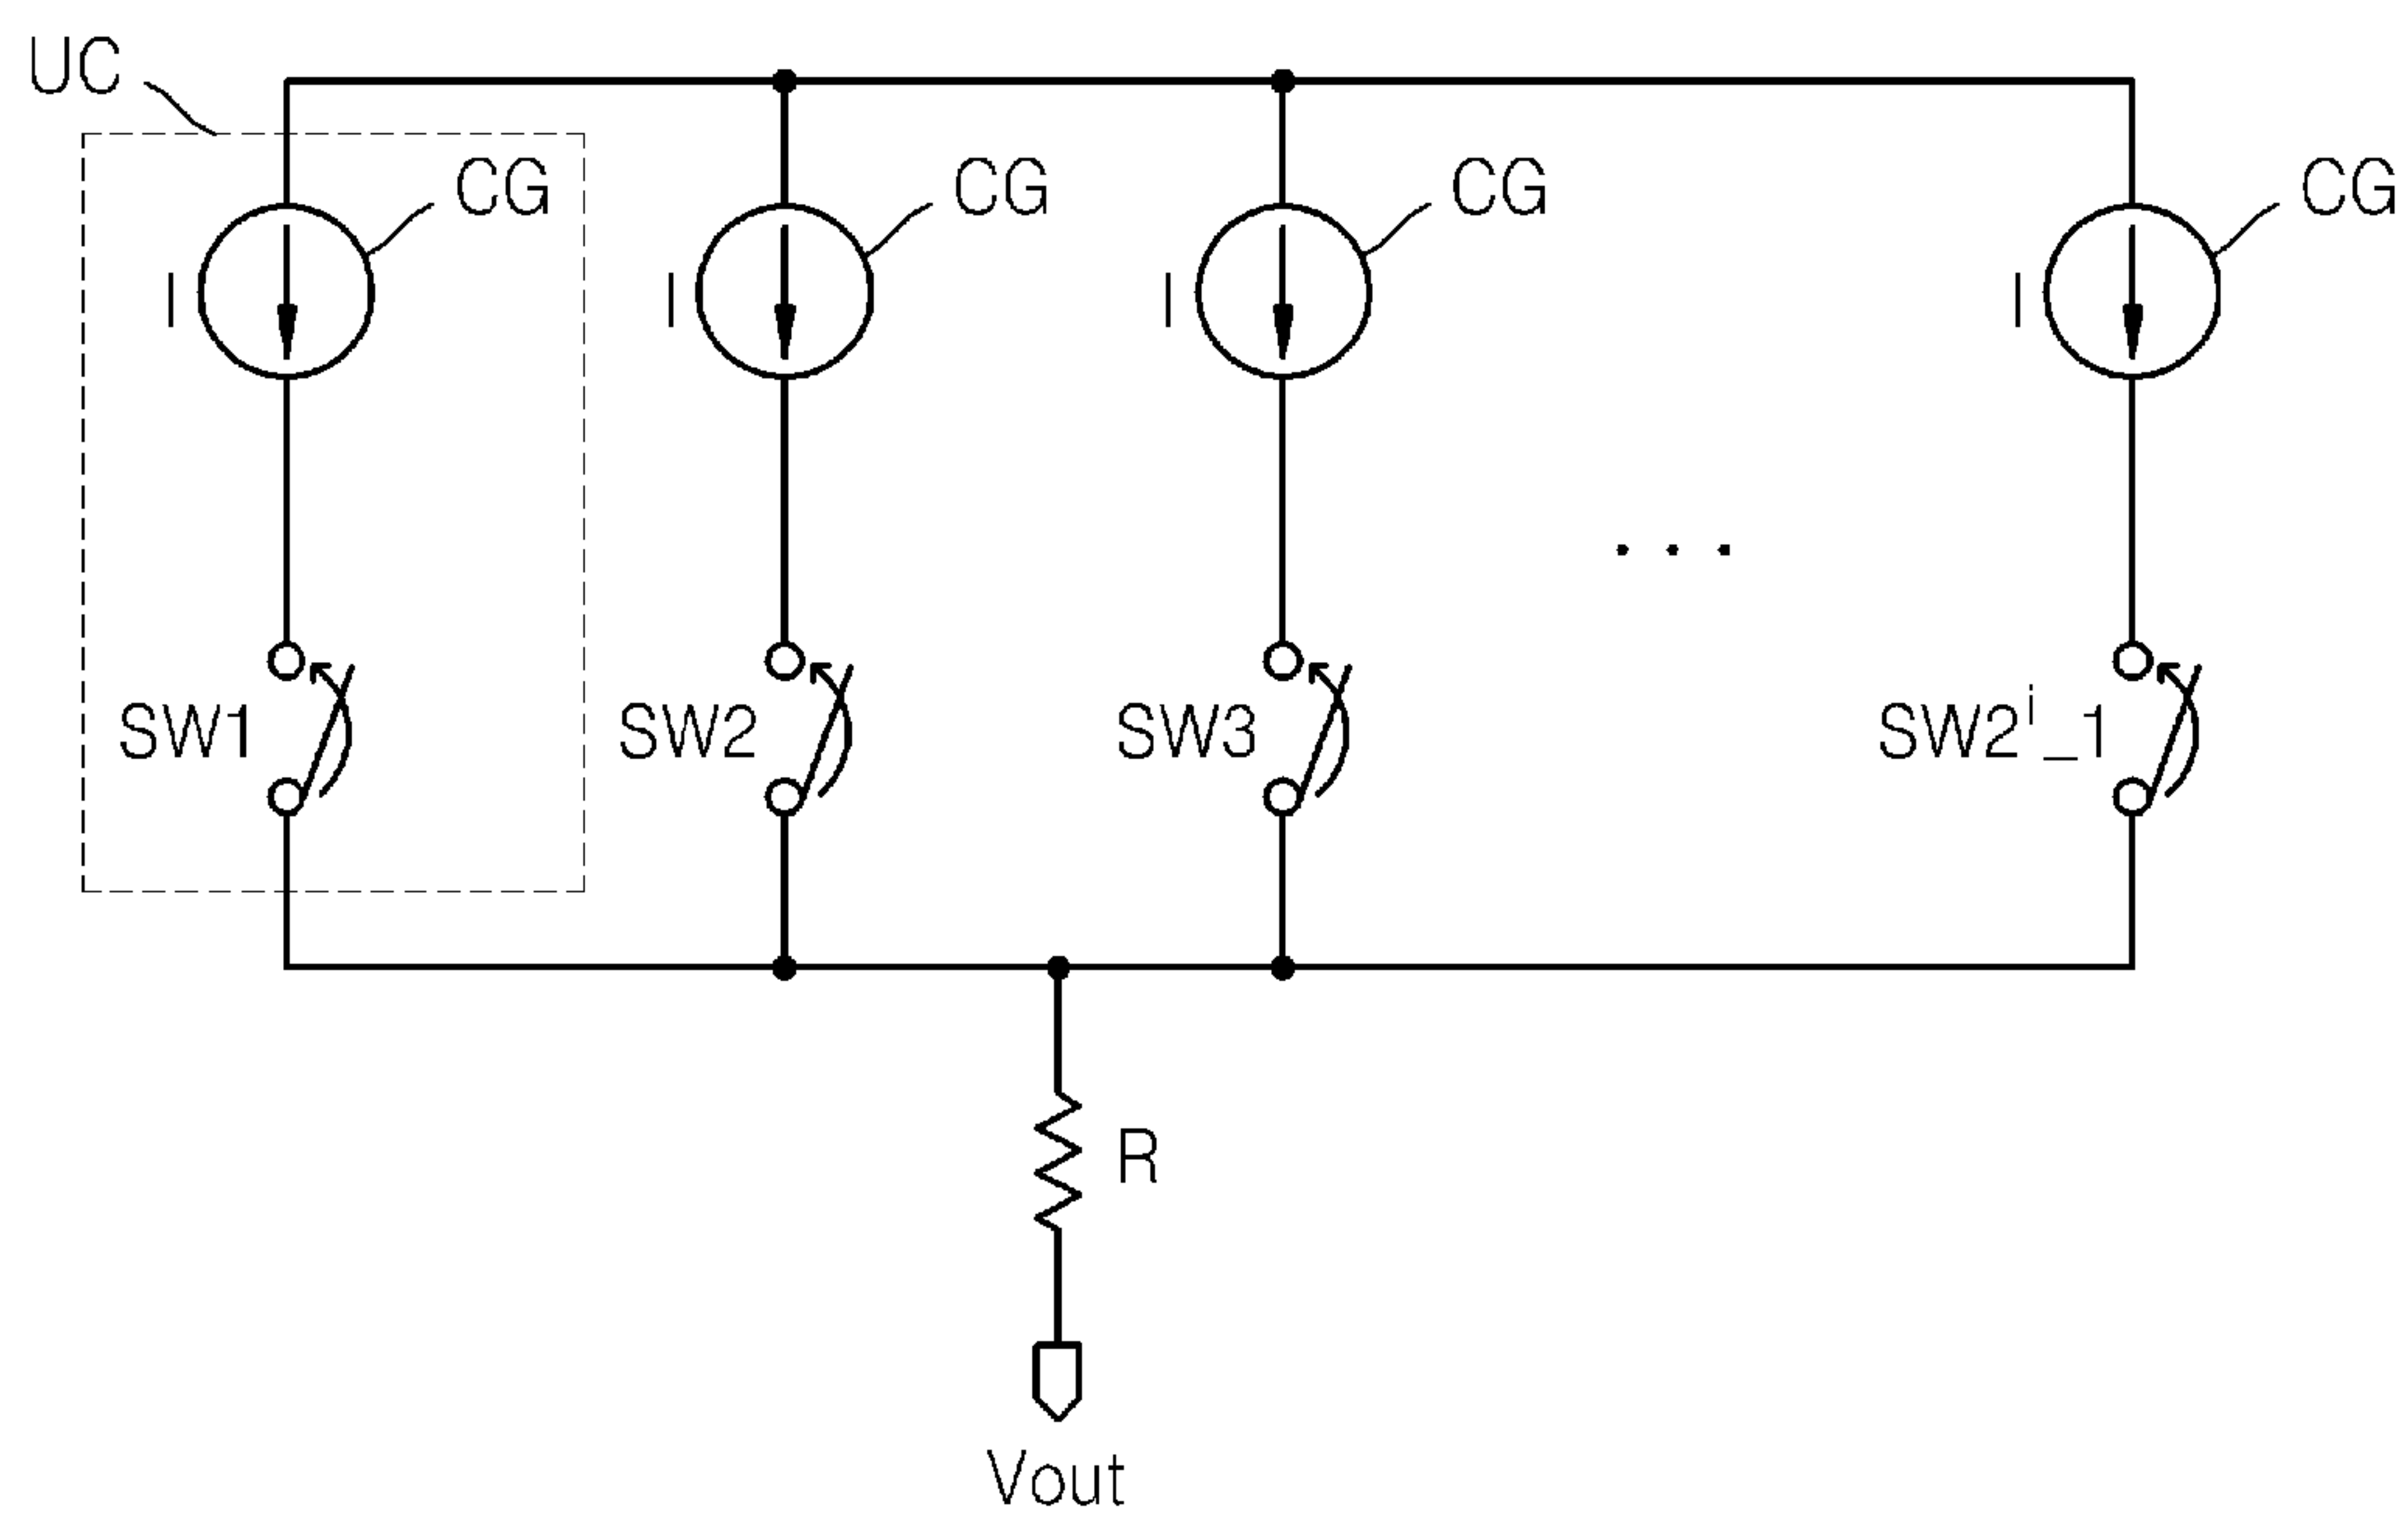 UC
CG CG CG CG
I I I I
SW1 SW2 SW3 SW2ⁱ_1
R
Vout